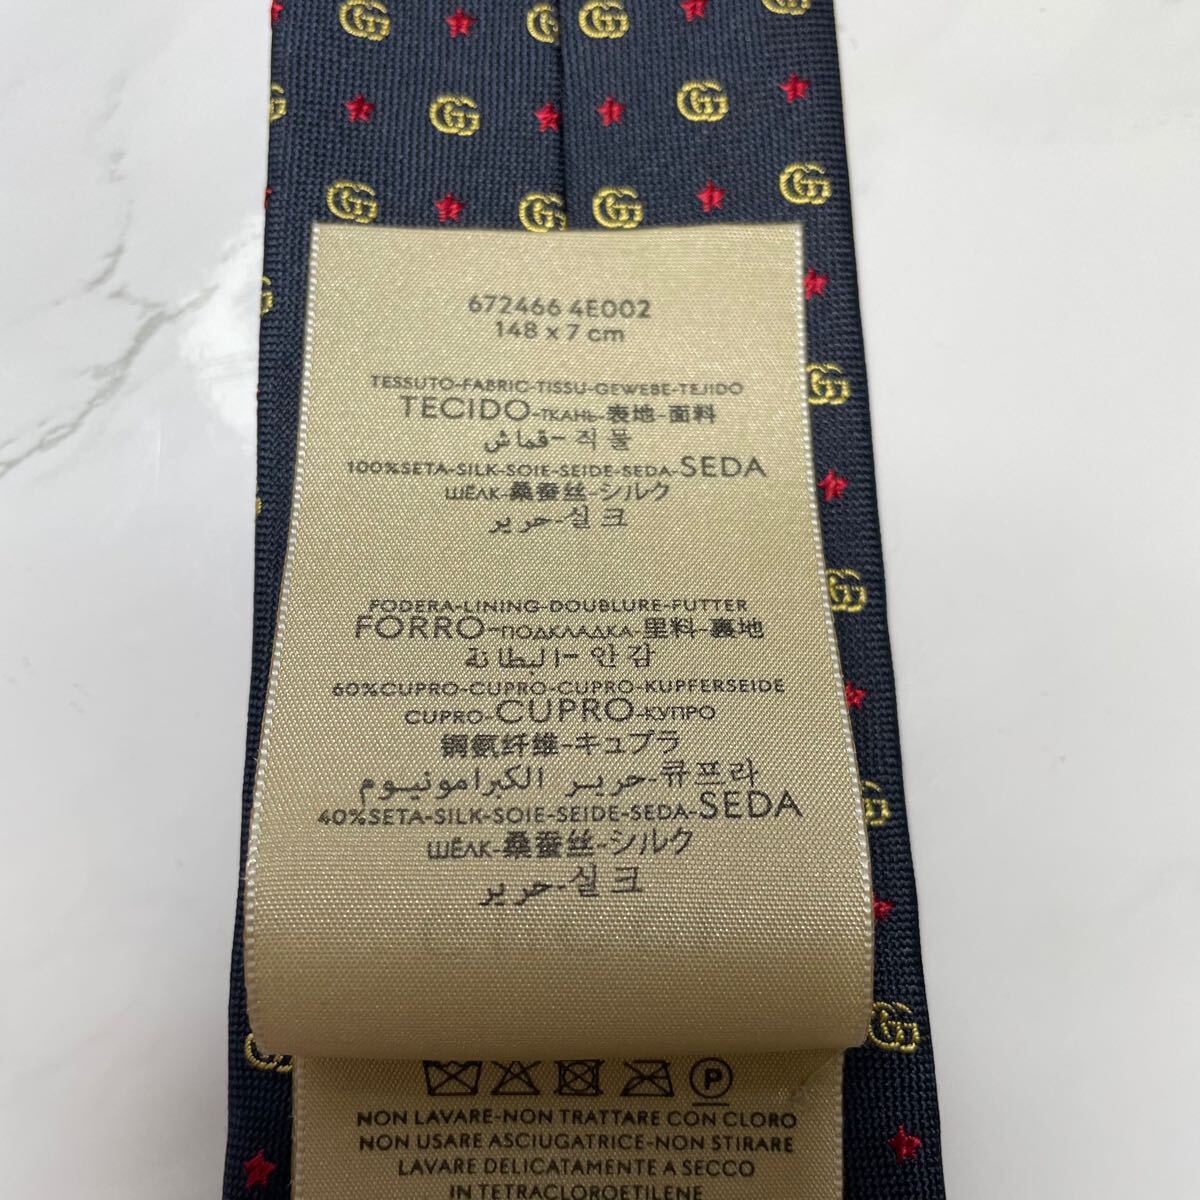 672466 4E002
148 x 7 cm
TESSUTO-FABRIC-TISSU-GEWEBE-TEJIDO
TECIDO-ТКАНЬ-表地-面料
قماش-직물
100%SETA-SILK-SOIE-SEIDE-SEDA-SEDA
ШЁЛК-桑蚕丝-シルク
حرير-실크
FODERA-LINING-DOUBLURE-FUTTER
FORRO-ПОДКЛАДКА-里料-裏地
البطانة-안감
60%CUPRO-CUPRO-CUPRO-KUPFERSEIDE
CUPRO-CUPRO-КУПРО
铜氨纤维-キュプラ
حرير الكبرامونيوم-큐프라
40%SETA-SILK-SOIE-SEIDE-SEDA-SEDA
ШЁЛК-桑蚕丝-シルク
حرير-실크
P
NON LAVARE-NON TRATTARE CON CLORO
NON USARE ASCIUGATRICE-NON STIRARE
LAVARE DELICATAMENTE A SECCO
IN TETRACLOROETILENE